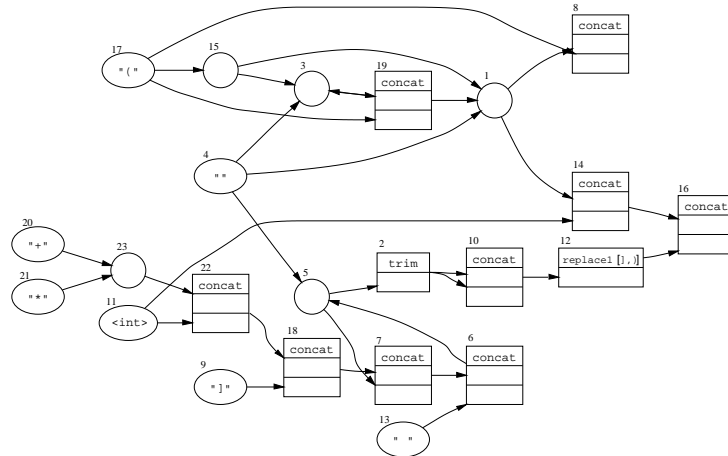 8
concat
17
"("
15
3
19
concat
1
4
""
14
concat
16
concat
20
"+"
23
21
"*"
22
concat
11
<int>
5
2
trim
10
concat
12
replace1 [],)]
18
concat
7
concat
6
concat
9
"]"
13
" "